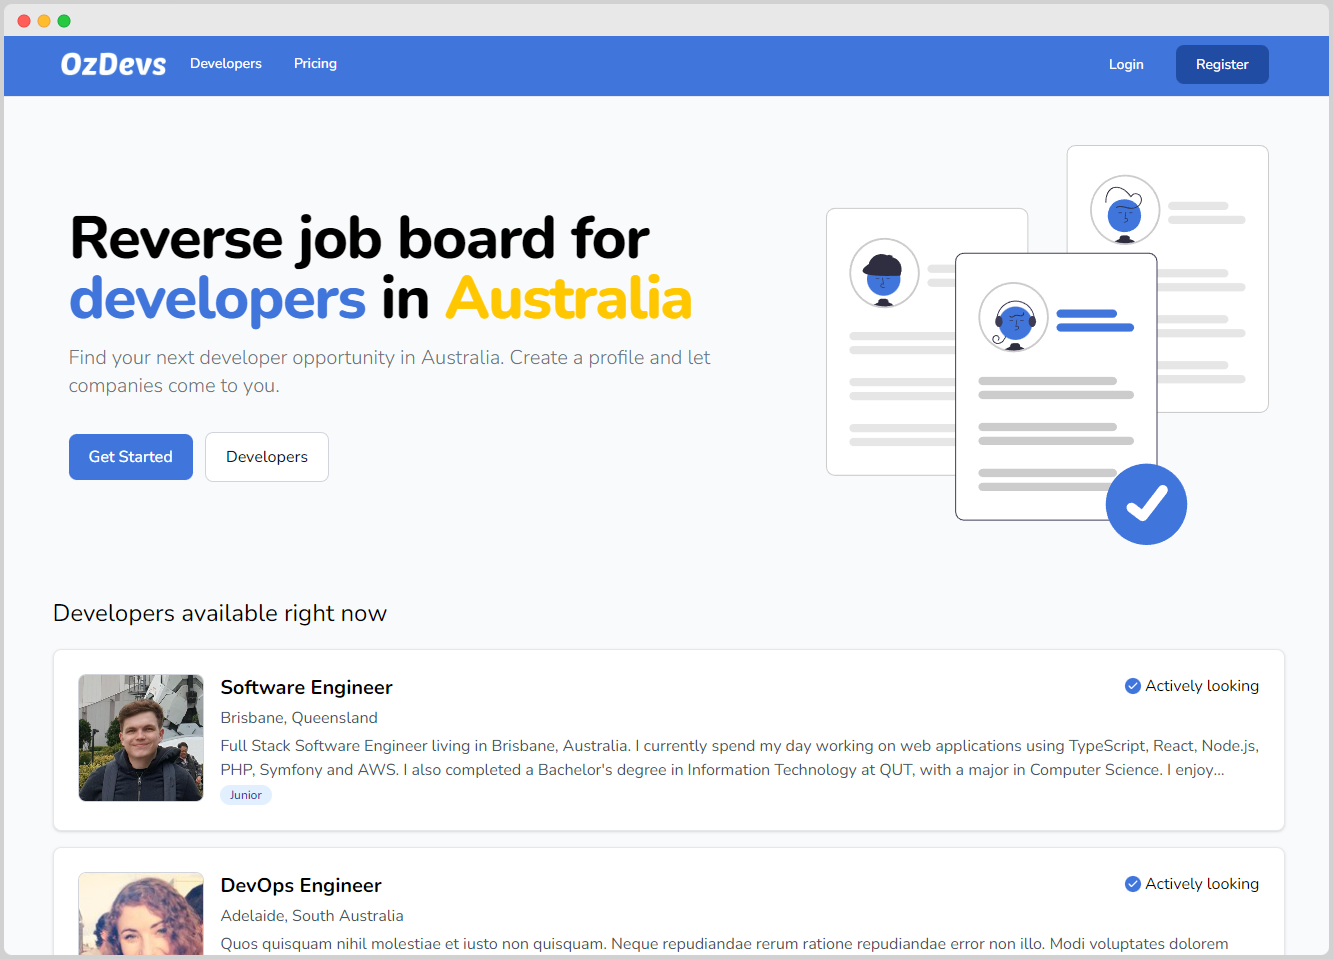 OzDevs Developers Pricing Login Register
Reverse job board for
developers in Australia
Find your next developer opportunity in Australia. Create a profile and let
companies come to you.
Get Started Developers
Developers available right now
Software Engineer Actively looking
Brisbane, Queensland
Full Stack Software Engineer living in Brisbane, Australia. I currently spend my day working on web applications using TypeScript, React, Node.js,
PHP, Symfony and AWS. I also completed a Bachelor's degree in Information Technology at QUT, with a major in Computer Science. I enjoy...
Junior
DevOps Engineer Actively looking
Adelaide, South Australia
Quos quisquam nihil molestiae et iusto non quisquam. Neque repudiandae rerum ratione repudiandae error non illo. Modi voluptates dolorem